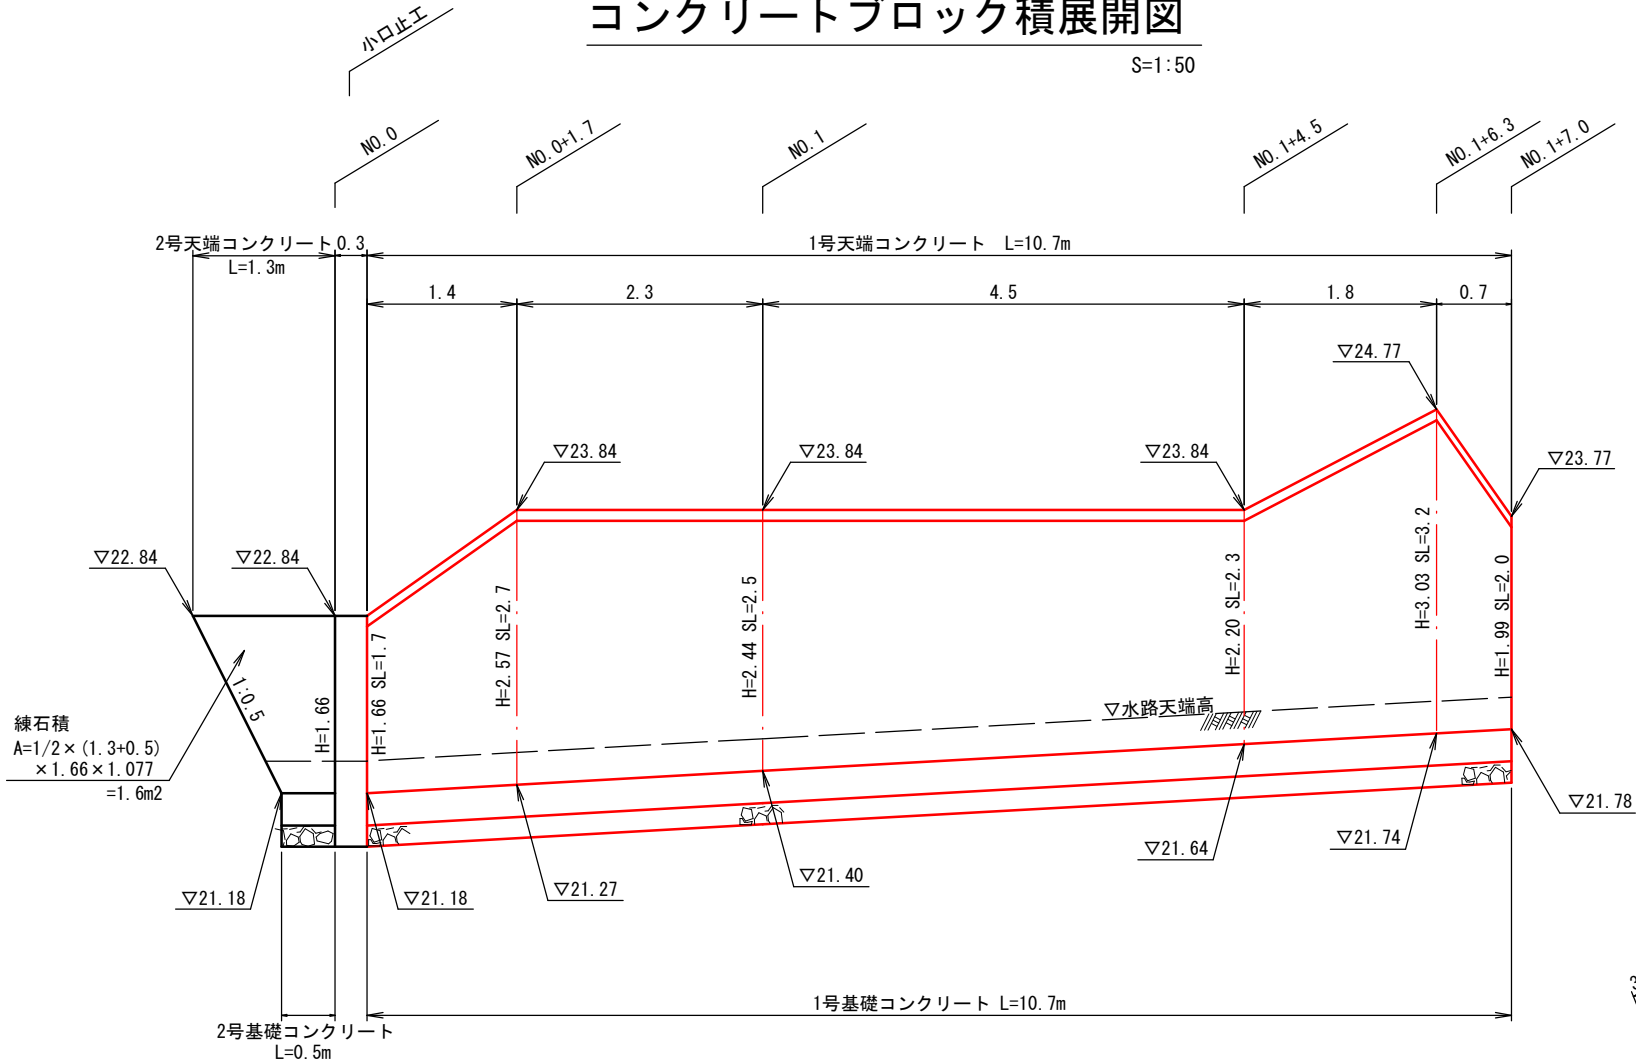 コンクリートブロック積展開図
S=1:50
小口止工
NO.0
NO.0+1.7
NO.1
NO.1+4.5
NO.1+6.3
NO.1+7.0
2号天端コンクリート
L=1.3m
0.3
1号天端コンクリート L=10.7m
1.4
2.3
4.5
1.8
0.7
▽24.77
▽23.84
▽23.84
▽23.84
▽23.77
▽22.84
▽22.84
1:0.5
H=1.66
H=1.66 SL=1.7
H=2.57 SL=2.7
H=2.44 SL=2.5
H=2.20 SL=2.3
H=3.03 SL=3.2
H=1.99 SL=2.0
▽水路天端高
練石積
A=1/2×(1.3+0.5)
×1.66×1.077
=1.6m2
▽21.18
▽21.18
▽21.27
▽21.40
▽21.64
▽21.74
▽21.78
1号基礎コンクリート L=10.7m
2号基礎コンクリート
L=0.5m